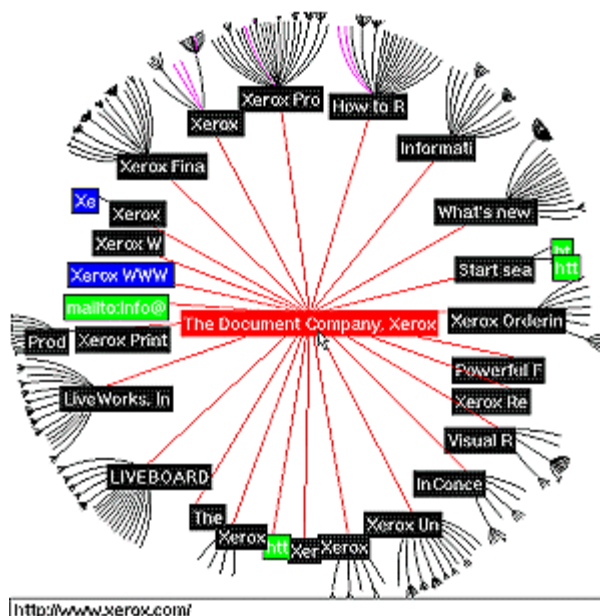 Xerox Pro
How to R
Xerox
Informati
Xerox Fina
Xe
Xerox
What's new
Xerox W
ht
Start sea
htt
Xerox WWW
mailto:Info@
The Document Company, Xerox
Xerox Orderin
Prod
Xerox Print
Powerful F
LiveWorks, In
Xerox Re
Visual R
LIVEBOARD
In Conce
The
Xerox Un
Xerox
htt
Xer
Xerox
http://www.xerox.com/